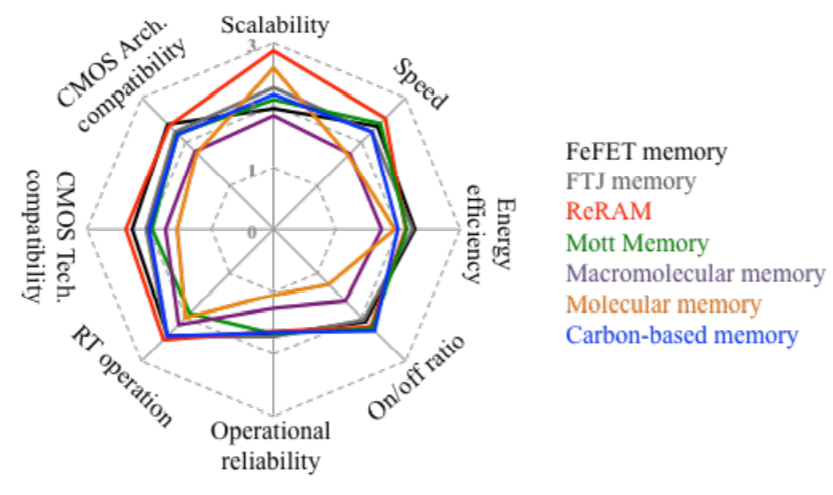 Scalability
3
CMOS Arch.
compatibility
Speed
1
CMOS Tech.
compatibility
0
Energy
efficiency
RT operation
On/off ratio
Operational
reliability
FeFET memory
FTJ memory
ReRAM
Mott Memory
Macromolecular memory
Molecular memory
Carbon-based memory